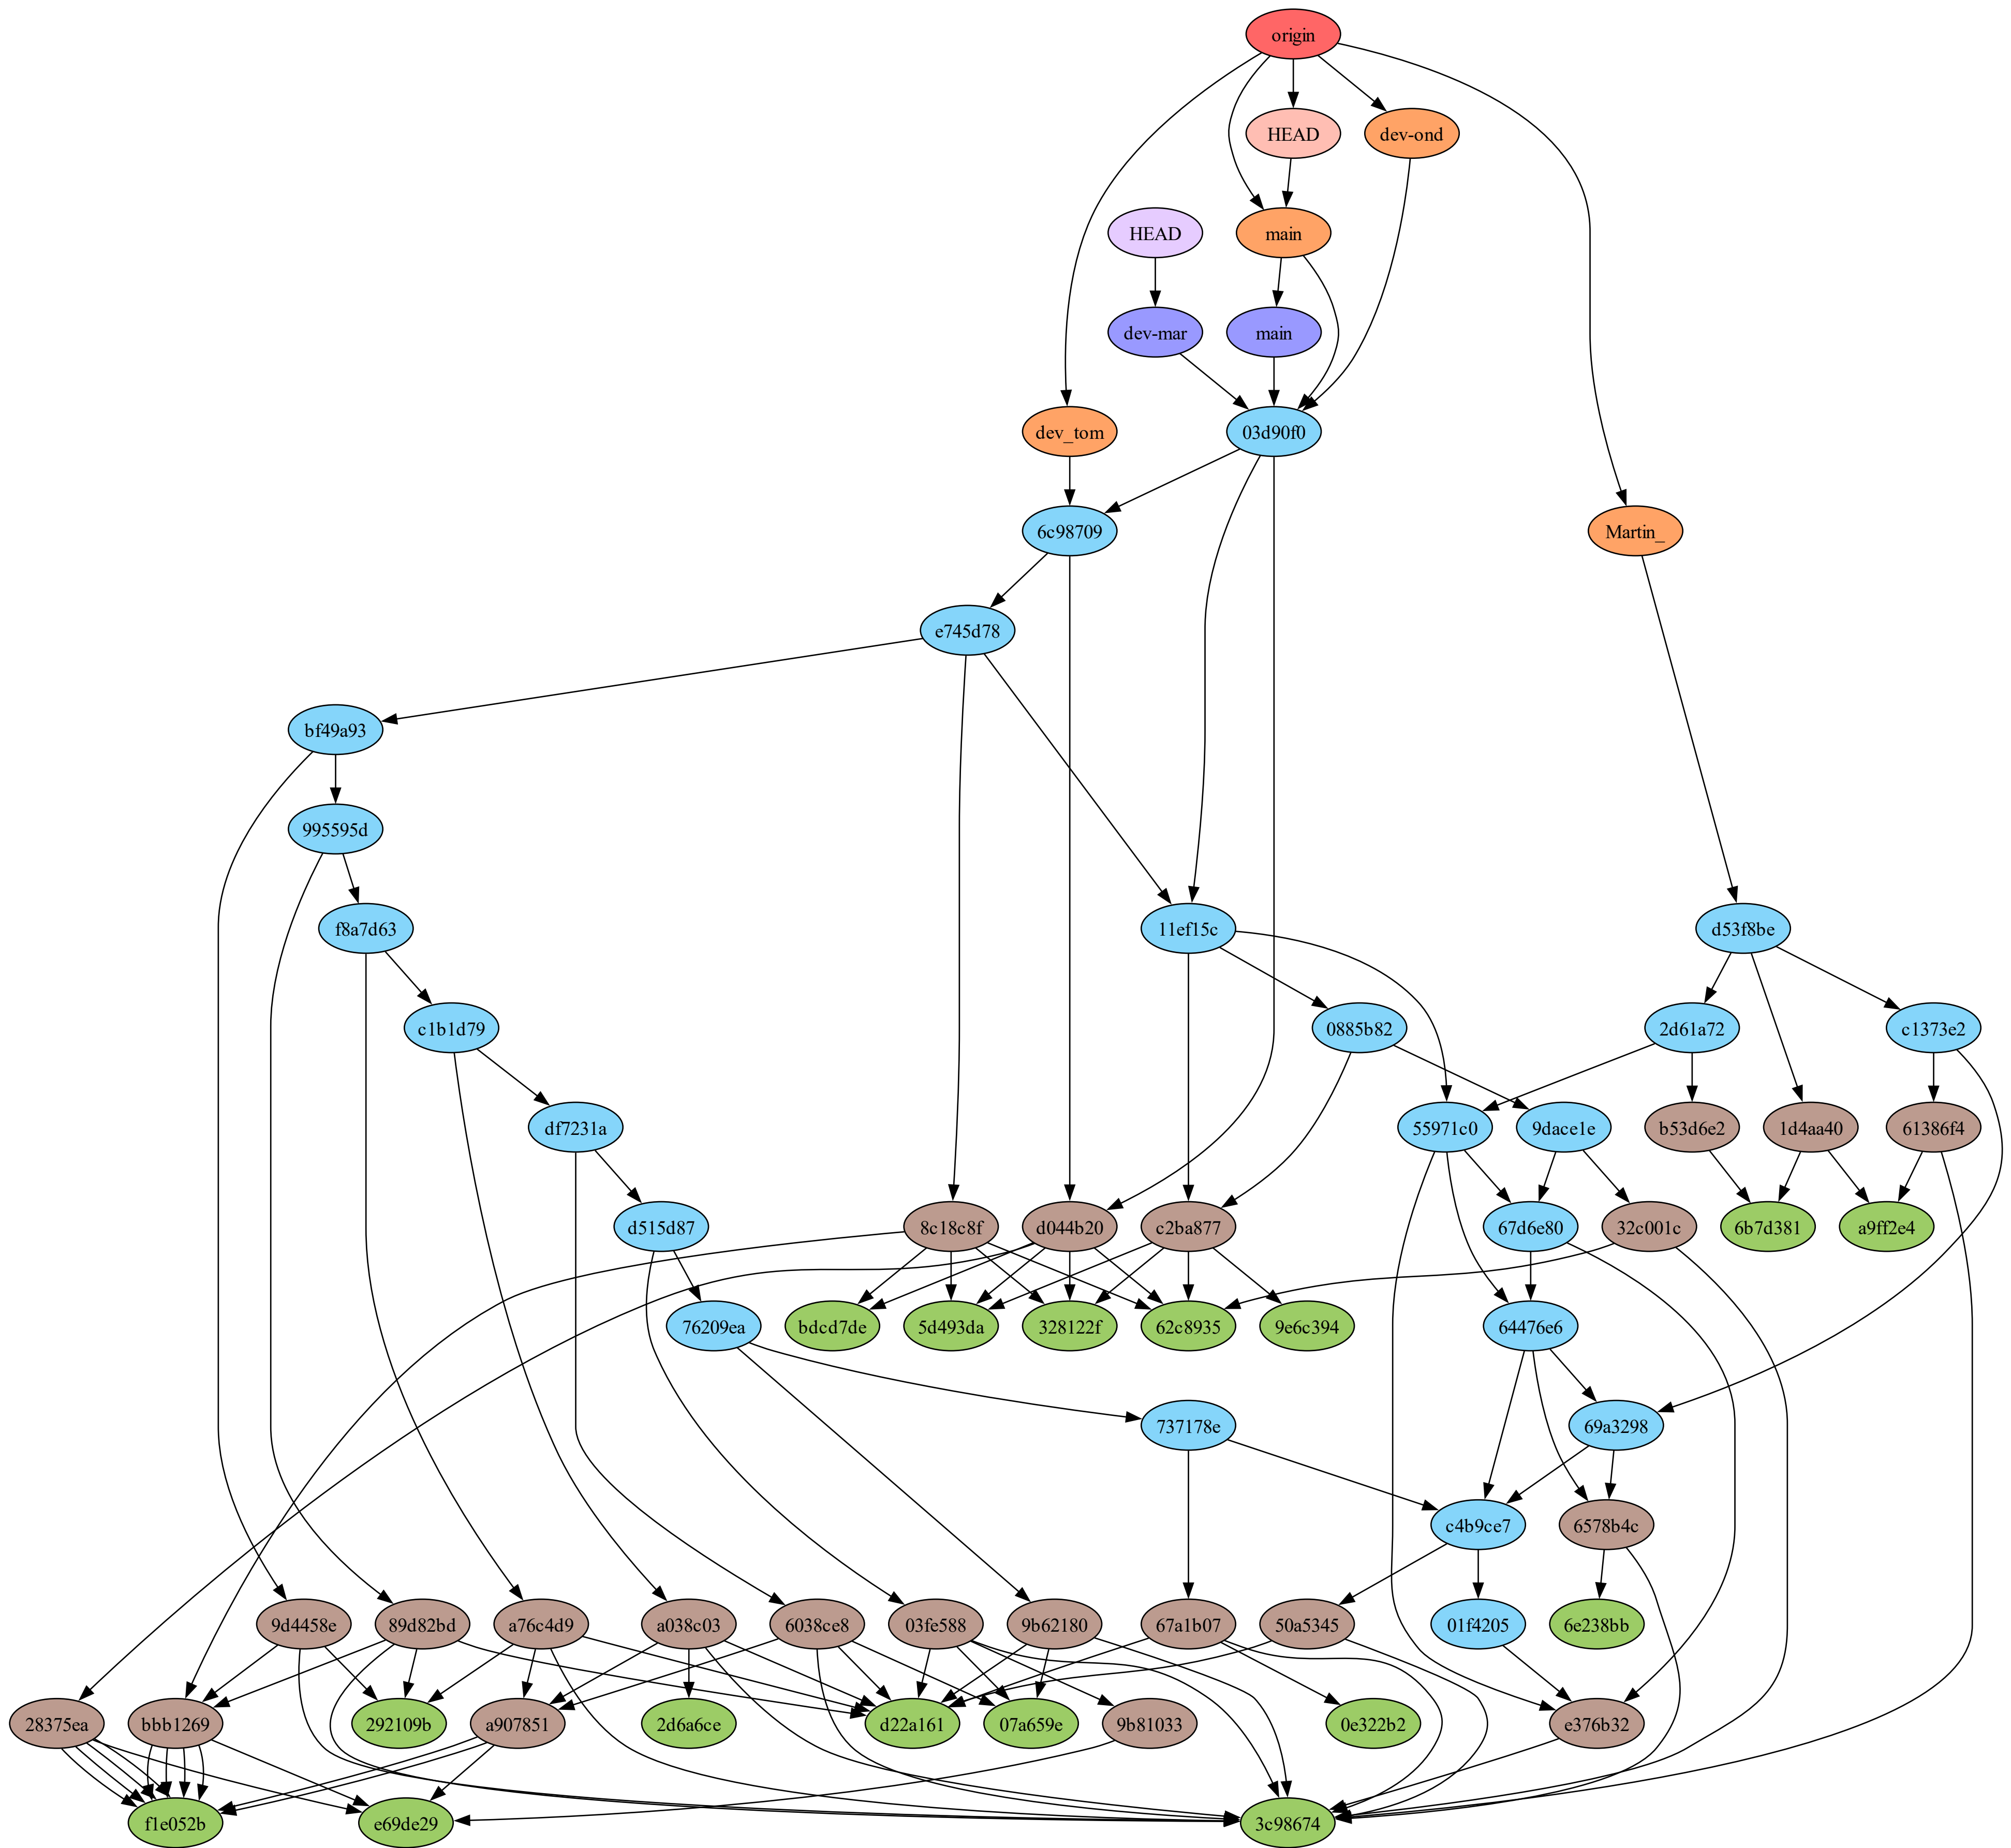 origin
HEAD
dev-ond
HEAD
main
dev-mar
main
dev_tom
03d90f0
6c98709
Martin_
e745d78
bf49a93
995595d
f8a7d63
11ef15c
d53f8be
c1b1d79
0885b82
2d61a72
c1373e2
df7231a
55971c0
9dace1e
b53d6e2
1d4aa40
61386f4
d515d87
8c18c8f
d044b20
c2ba877
67d6e80
32c001c
6b7d381
a9ff2e4
76209ea
bdcd7de
5d493da
328122f
62c8935
9e6c394
64476e6
737178e
69a3298
c4b9ce7
6578b4c
9d4458e
89d82bd
a76c4d9
a038c03
6038ce8
03fe588
9b62180
67a1b07
50a5345
01f4205
6e238bb
28375ea
bbb1269
292109b
a907851
2d6a6ce
d22a161
07a659e
9b81033
0e322b2
e376b32
f1e052b
e69de29
3c98674